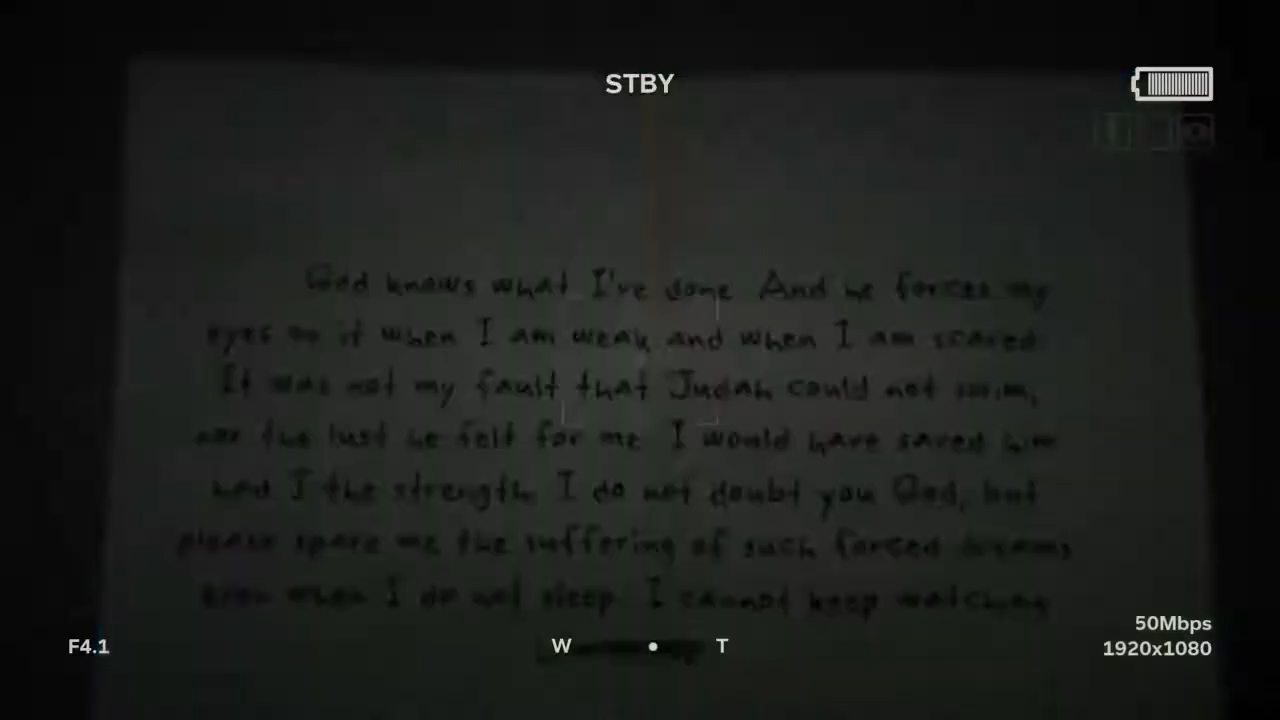 STBY
God knows what I've done And he forces my
eyes on it when I am weak and when I am scared
It was not my fault that Judah could not swim,
nor the lust he felt for me I would have saved him
had I the strength I do not doubt you God, but
please spare me the suffering of such forced dreams
even when I do not sleep I cannot keep watching
50Mbps
F4.1 W T 1920x1080